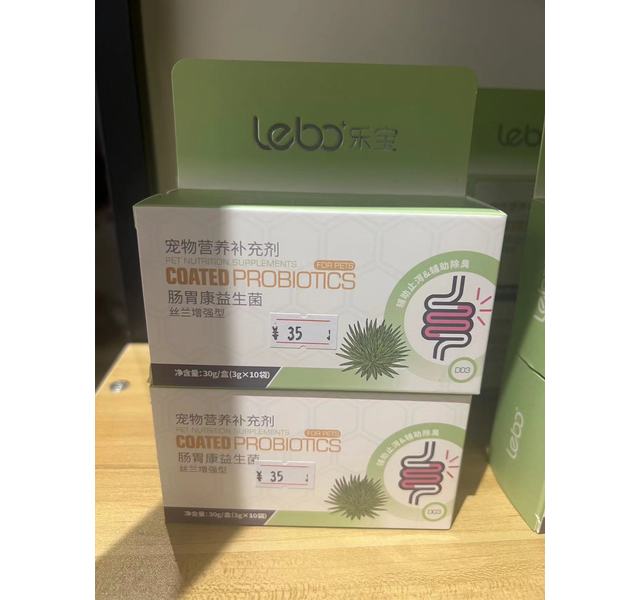 Lebo+乐宝
宠物营养补充剂
PET NUTRITION SUPPLEMENTS
FOR PETS
COATED PROBIOTICS
肠胃康益生菌
丝兰增强型
辅助止泻&辅助除臭
¥ 35
净含量:30g/盒(3g×10袋)
D03
宠物营养补充剂
PET NUTRITION SUPPLEMENTS
FOR PETS
COATED PROBIOTICS
肠胃康益生菌
丝兰增强型
辅助止泻&辅助除臭
¥ 35
净含量:30g/盒(3g×10袋)
D03
Leb
Lebo+